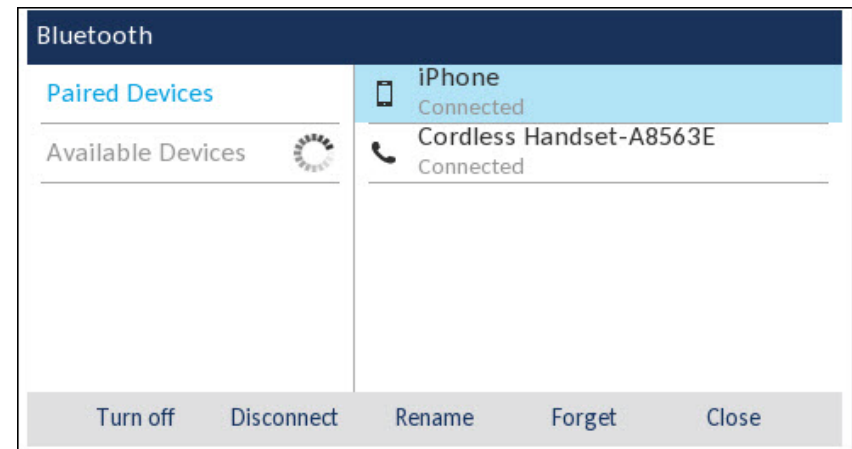 Bluetooth
Paired Devices
Available Devices
iPhone
Connected
Cordless Handset-A8563E
Connected
Turn off Disconnect Rename Forget Close